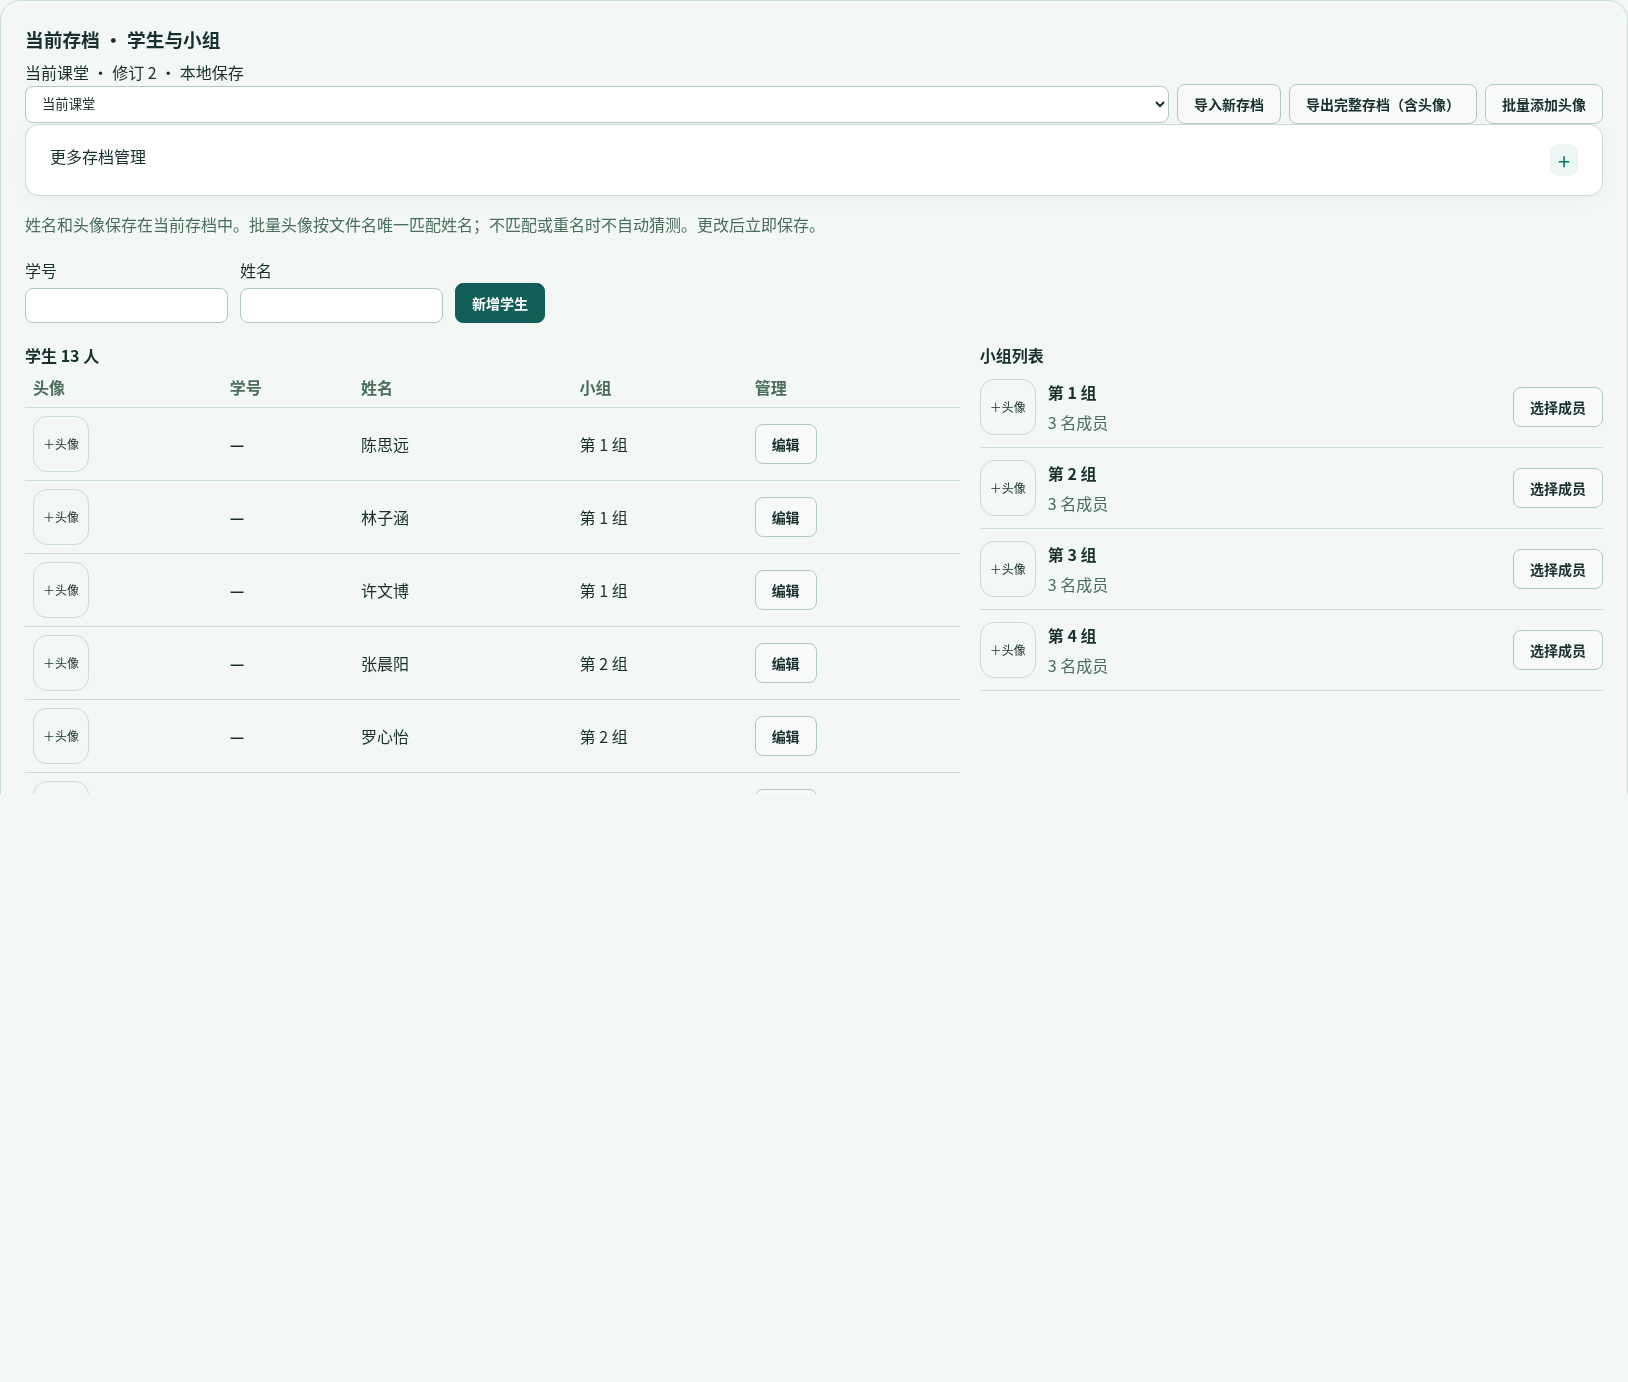 当前存档 · 学生与小组
当前课堂 · 修订 2 · 本地保存
当前课堂
导入新存档
导出完整存档（含头像）
批量添加头像
更多存档管理
+
姓名和头像保存在当前存档中。批量头像按文件名唯一匹配姓名；不匹配或重名时不自动猜测。更改后立即保存。
学号
姓名
新增学生
学生 13 人
头像 学号 姓名 小组 管理
＋头像 — 陈思远 第 1 组 编辑
＋头像 — 林子涵 第 1 组 编辑
＋头像 — 许文博 第 1 组 编辑
＋头像 — 张晨阳 第 2 组 编辑
＋头像 — 罗心怡 第 2 组 编辑
小组列表
＋头像 第 1 组 选择成员
3 名成员
＋头像 第 2 组 选择成员
3 名成员
＋头像 第 3 组 选择成员
3 名成员
＋头像 第 4 组 选择成员
3 名成员